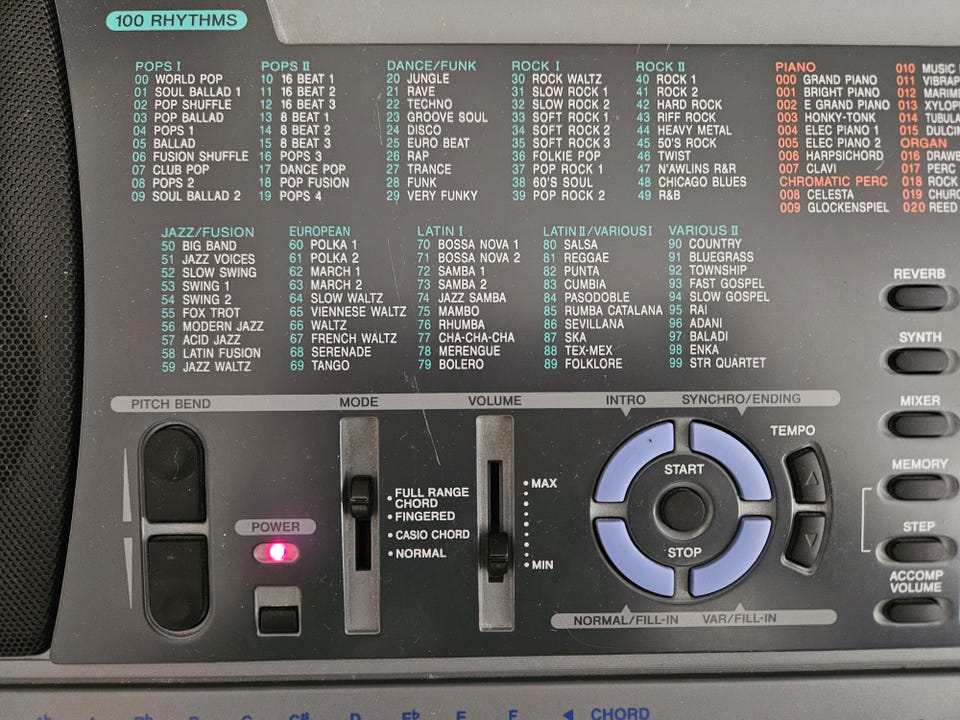 100 RHYTHMS
POPS I
00 WORLD POP
01 SOUL BALLAD 1
02 POP SHUFFLE
03 POP BALLAD
04 POPS 1
05 BALLAD
06 FUSION SHUFFLE
07 CLUB POP
08 POPS 2
09 SOUL BALLAD 2
POPS II
10 16 BEAT 1
11 16 BEAT 2
12 16 BEAT 3
13 8 BEAT 1
14 8 BEAT 2
15 8 BEAT 3
16 POPS 3
17 DANCE POP
18 POP FUSION
19 POPS 4
DANCE/FUNK
20 JUNGLE
21 RAVE
22 TECHNO
23 GROOVE SOUL
24 DISCO
25 EURO BEAT
26 RAP
27 TRANCE
28 FUNK
29 VERY FUNKY
ROCK I
30 ROCK WALTZ
31 SLOW ROCK 1
32 SLOW ROCK 2
33 SOFT ROCK 1
34 SOFT ROCK 2
35 SOFT ROCK 3
36 FOLKIE POP
37 POP ROCK 1
38 60'S SOUL
39 POP ROCK 2
ROCK II
40 ROCK 1
41 ROCK 2
42 HARD ROCK
43 RIFF ROCK
44 HEAVY METAL
45 50'S ROCK
46 TWIST
47 N'AWLINS R&R
48 CHICAGO BLUES
49 R&B
PIANO
000 GRAND PIANO
001 BRIGHT PIANO
002 E GRAND PIANO
003 HONKY-TONK
004 ELEC PIANO 1
005 ELEC PIANO 2
006 HARPSICHORD
007 CLAVI
CHROMATIC PERC
008 CELESTA
009 GLOCKENSPIEL
010 MUSIC
011
012
013
014
015
ORGAN
016
017 PERC
018 ROCK
019
020 REED
JAZZ/FUSION
50 BIG BAND
51 JAZZ VOICES
52 SLOW SWING
53 SWING 1
54 SWING 2
55 FOX TROT
56 MODERN JAZZ
57 ACID JAZZ
58 LATIN FUSION
59 JAZZ WALTZ
EUROPEAN
60 POLKA 1
61 POLKA 2
62 MARCH 1
63 MARCH 2
64 SLOW WALTZ
65 VIENNESE WALTZ
66 WALTZ
67 FRENCH WALTZ
68 SERENADE
69 TANGO
LATIN I
70 BOSSA NOVA 1
71 BOSSA NOVA 2
72 SAMBA 1
73 SAMBA 2
74 JAZZ SAMBA
75 MAMBO
76 RHUMBA
77 CHA-CHA-CHA
78 MERENGUE
79 BOLERO
LATIN II/VARIOUS I
80 SALSA
81 REGGAE
82 PUNTA
83 CUMBIA
84 PASODOBLE
85 RUMBA CATALANA
86 SEVILLANA
87 SKA
88 TEX-MEX
89 FOLKLORE
VARIOUS II
90 COUNTRY
91 BLUEGRASS
92 TOWNSHIP
93 FAST GOSPEL
94 SLOW GOSPEL
95 RAI
96 ADANI
97 BALADI
98 ENKA
99 STR QUARTET
REVERB
SYNTH
MIXER
MEMORY
STEP
ACCOMP
VOLUME
PITCH BEND
MODE
VOLUME
INTRO
SYNCHRO/ENDING
POWER
FULL RANGE
CHORD
FINGERED
CASIO CHORD
NORMAL
MAX
MIN
START
STOP
TEMPO
NORMAL/FILL-IN
VAR/FILL-IN
CHORD